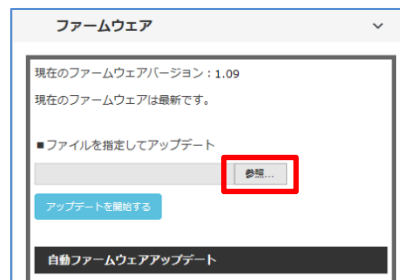 ファームウェア
現在のファームウェアバージョン：1.09
現在のファームウェアは最新です。
■ファイルを指定してアップデート
参照...
アップデートを開始する
自動ファームウェアアップデート